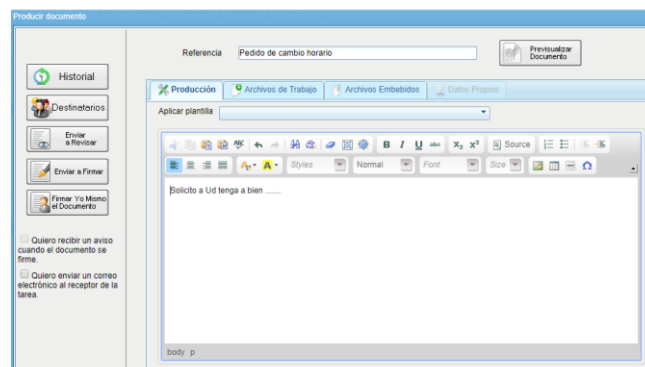 Producir documento
Referencia
Pedido de cambio horario
Previsualizar
Documento
Historial
Destinatarios
Enviar
a Revisar
Enviar a Firmar
Firmar Yo Mismo
el Documento
Quiero recibir un aviso
cuando el documento se
firme.
Quiero enviar un correo
electrónico al receptor de la
tarea.
Producción
Archivos de Trabajo
Archivos Embebidos
Datos Propios
Aplicar plantilla
B I U abc X₂ X² Source
Styles Normal Font Size Ω
Solicito a Ud tenga a bien .......
body p